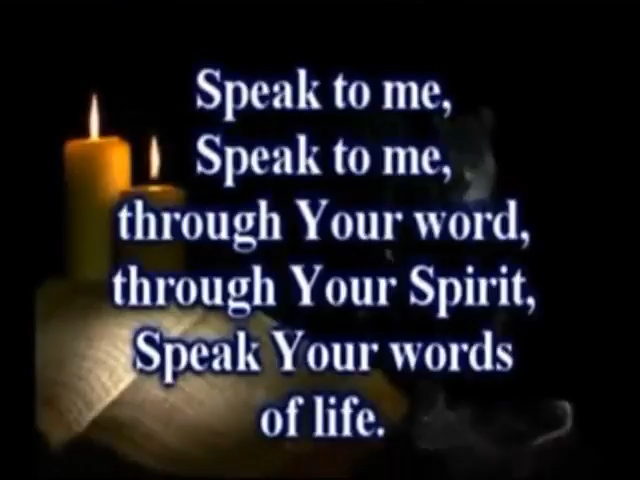 Speak to me,
Speak to me,
through Your word,
through Your Spirit,
Speak Your words
of life.